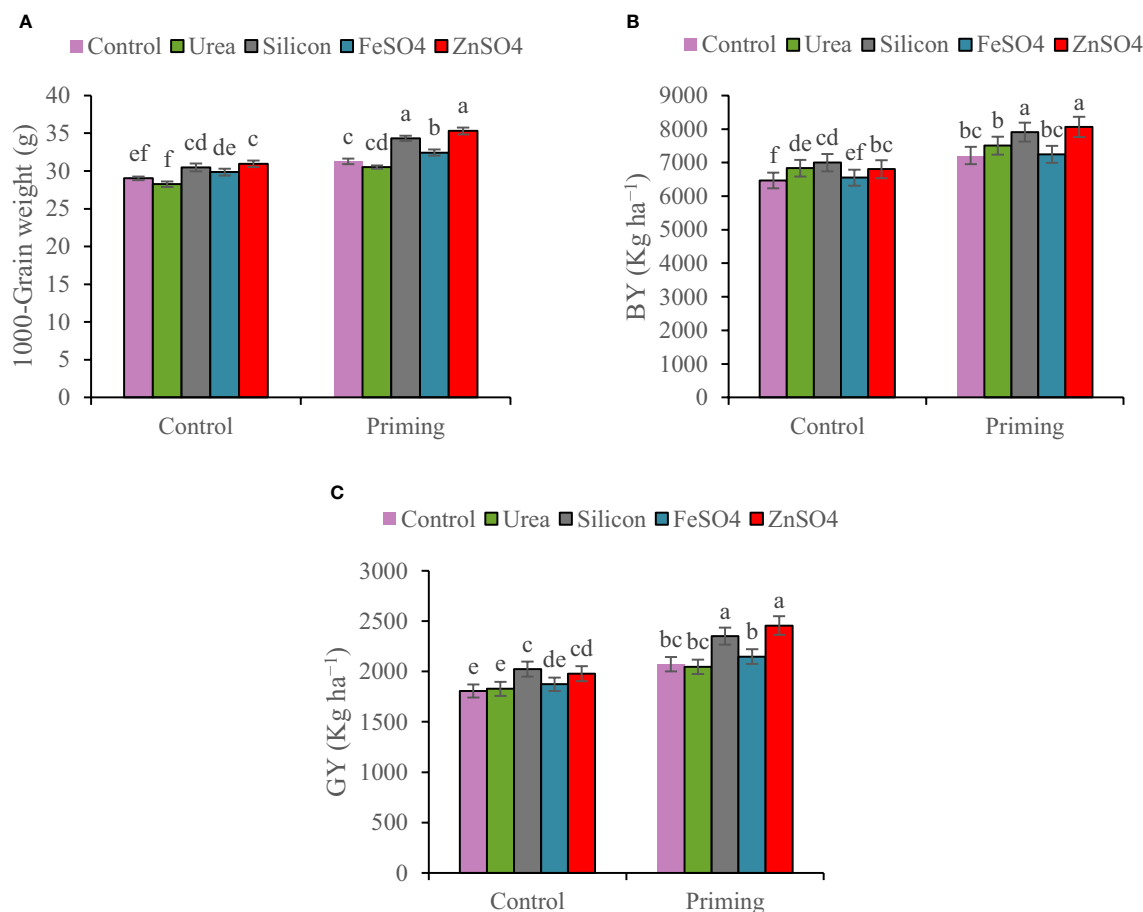 A
Control Urea Silicon FeSO4 ZnSO4
1000-Grain weight (g)
40
35
30
25
20
15
10
5
0
ef f cd de c c cd a b a
Control Priming
B
Control Urea Silicon FeSO4 ZnSO4
BY (Kg ha⁻¹)
9000
8000
7000
6000
5000
4000
3000
2000
1000
0
f de cd ef bc bc b a bc a
Control Priming
C
Control Urea Silicon FeSO4 ZnSO4
GY (Kg ha⁻¹)
3000
2500
2000
1500
1000
500
0
e e c de cd bc bc a b a
Control Priming